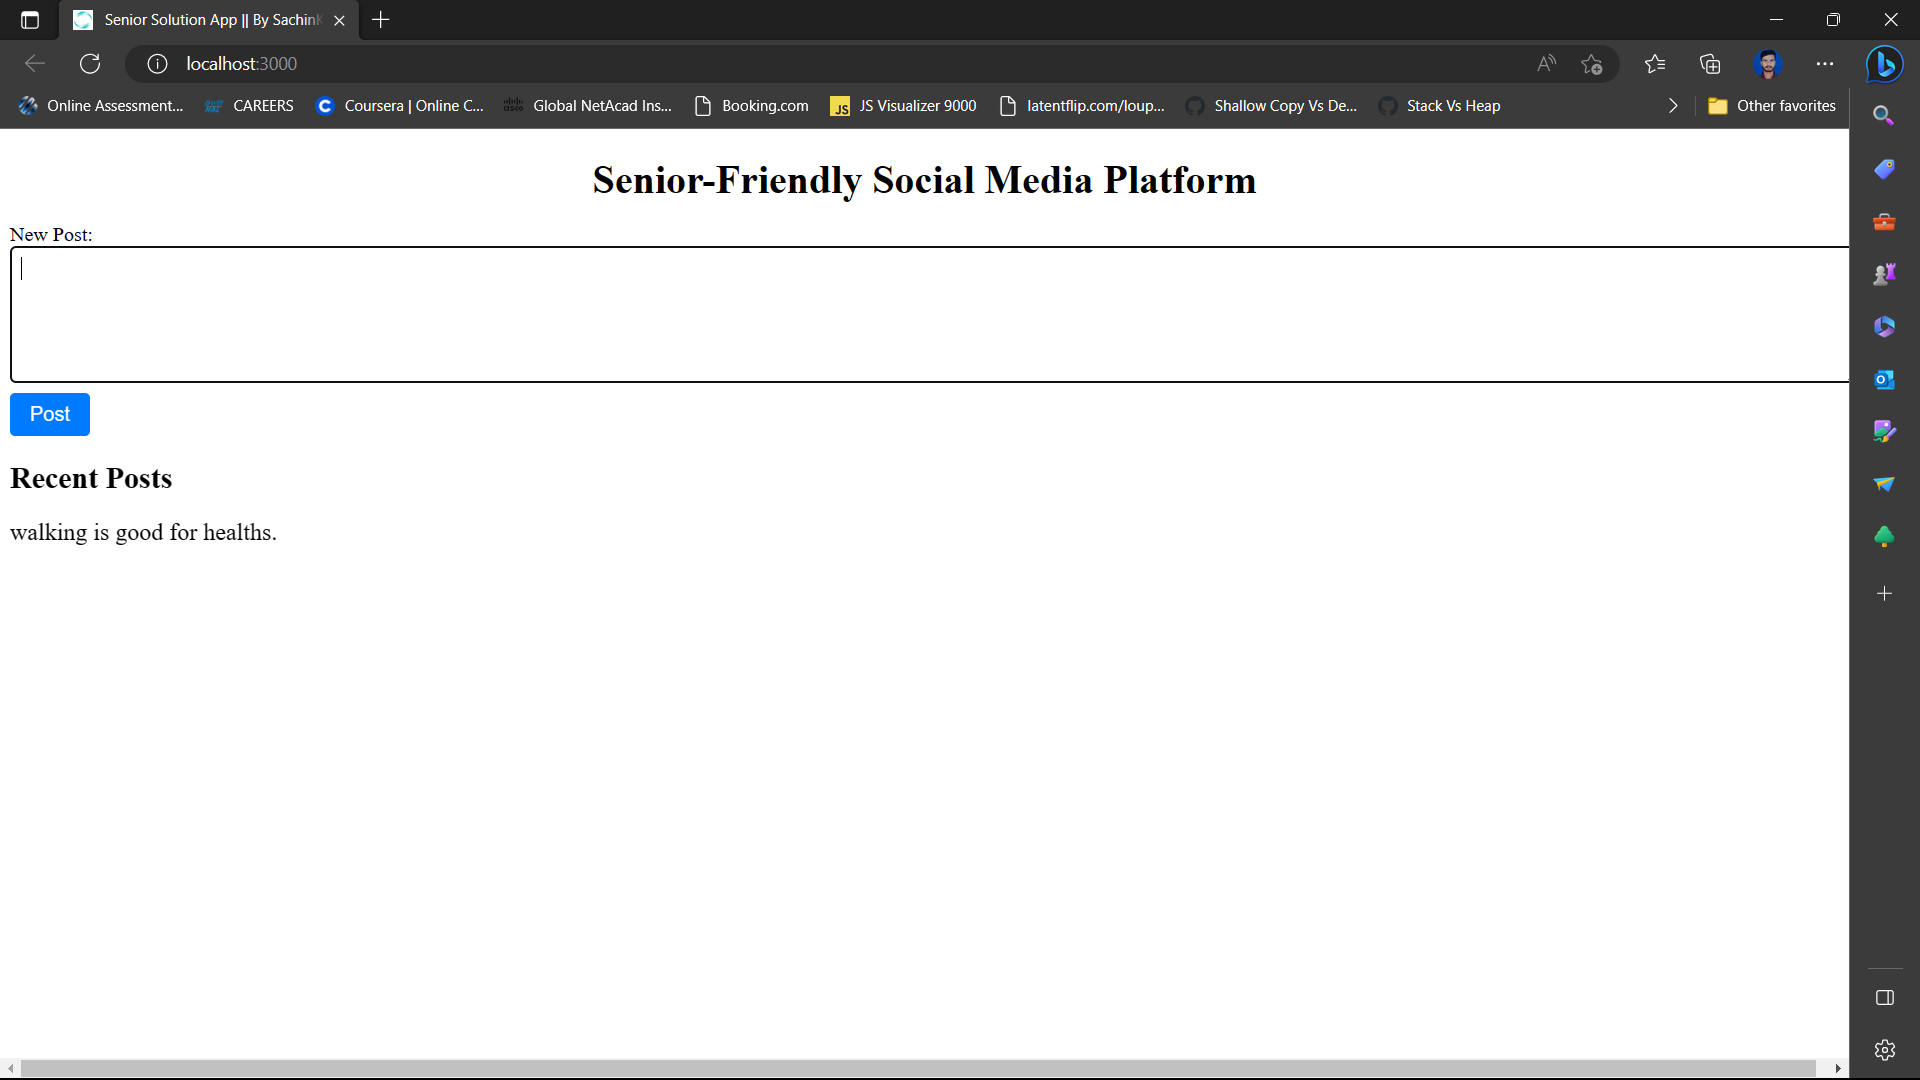 Senior Solution App || By Sachin
localhost:3000
Online Assessment...
CAREERS
Coursera | Online C...
Global NetAcad Ins...
Booking.com
JS JS Visualizer 9000
latentflip.com/loup...
Shallow Copy Vs De...
Stack Vs Heap
Other favorites
Senior-Friendly Social Media Platform
New Post:
Post
Recent Posts
walking is good for healths.